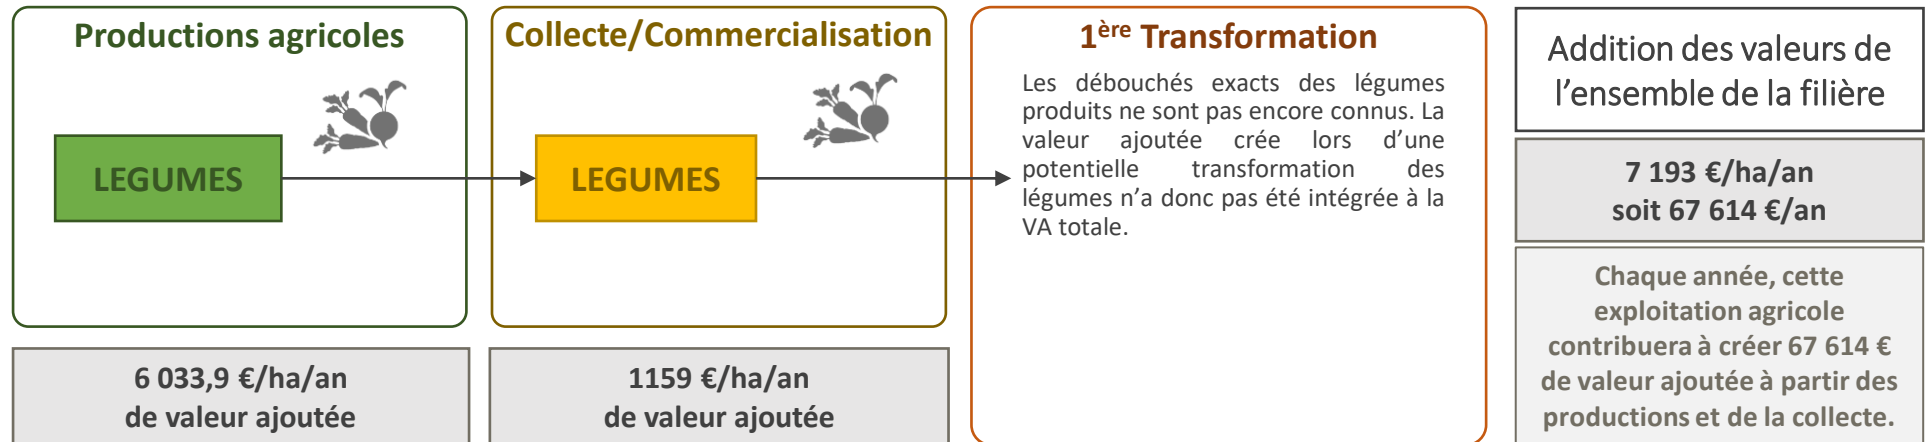 Productions agricoles
LEGUMES
6 033,9 €/ha/an
de valeur ajoutée
Collecte/Commercialisation
LEGUMES
1159 €/ha/an
de valeur ajoutée
1ère Transformation
Les débouchés exacts des légumes
produits ne sont pas encore connus. La
valeur ajoutée crée lors d’une
potentielle transformation des
légumes n’a donc pas été intégrée à la
VA totale.
Addition des valeurs de
l’ensemble de la filière
7 193 €/ha/an
soit 67 614 €/an
Chaque année, cette
exploitation agricole
contribuera à créer 67 614 €
de valeur ajoutée à partir des
productions et de la collecte.